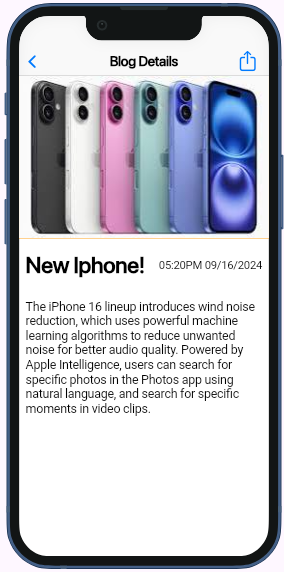 Blog Details
New Iphone!
05:20PM 09/16/2024
The iPhone 16 lineup introduces wind noise
reduction, which uses powerful machine
learning algorithms to reduce unwanted
noise for better audio quality. Powered by
Apple Intelligence, users can search for
specific photos in the Photos app using
natural language, and search for specific
moments in video clips.